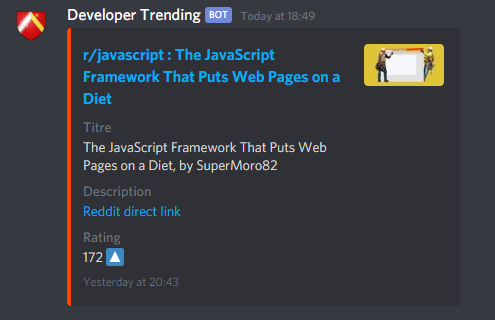 Developer Trending BOT Today at 18:49
r/javascript : The JavaScript
Framework That Puts Web Pages on a
Diet
Titre
The JavaScript Framework That Puts Web
Pages on a Diet, by SuperMoro82
Description
Reddit direct link
Rating
172
Yesterday at 20:43